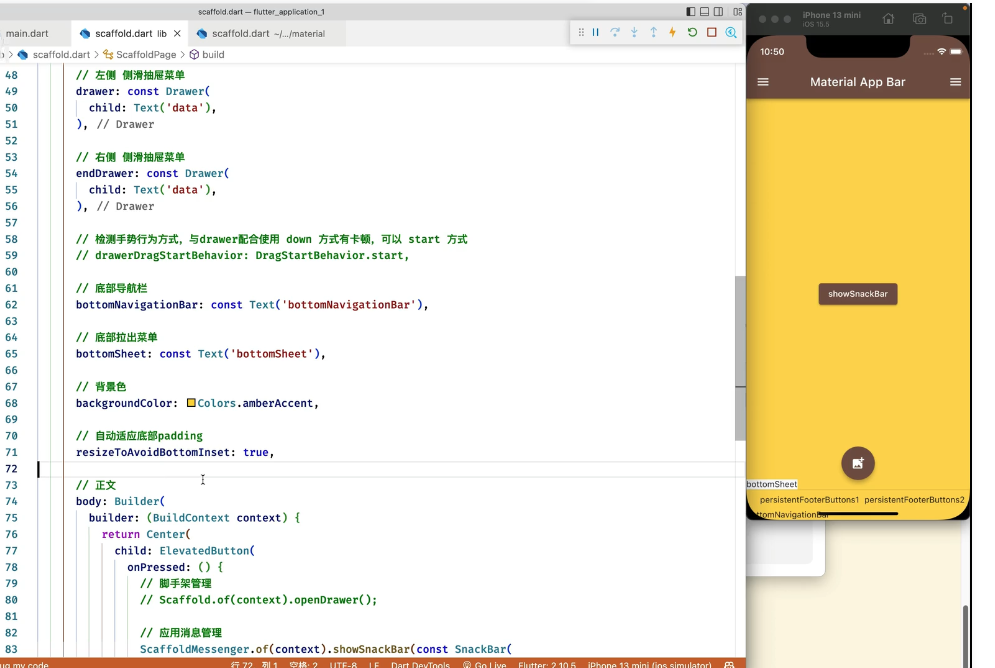 scaffold.dart — flutter_application_1
main.dart
scaffold.dart lib
scaffold.dart ~/.../material
scaffold.dart > ScaffoldPage > build
48 // 左侧 侧滑抽屉菜单
49 drawer: const Drawer(
50 child: Text('data'),
51 ), // Drawer
52
53 // 右侧 侧滑抽屉菜单
54 endDrawer: const Drawer(
55 child: Text('data'),
56 ), // Drawer
57
58 // 检测手势行为方式，与drawer配合使用 down 方式有卡顿，可以 start 方式
59 // drawerDragStartBehavior: DragStartBehavior.start,
60
61 // 底部导航栏
62 bottomNavigationBar: const Text('bottomNavigationBar'),
63
64 // 底部拉出菜单
65 bottomSheet: const Text('bottomSheet'),
66
67 // 背景色
68 backgroundColor: Colors.amberAccent,
69
70 // 自动适应底部padding
71 resizeToAvoidBottomInset: true,
72
73 // 正文
74 body: Builder(
75 builder: (BuildContext context) {
76 return Center(
77 child: ElevatedButton(
78 onPressed: () {
79 // 脚手架管理
80 // Scaffold.of(context).openDrawer();
81
82 // 应用消息管理
83 ScaffoldMessenger.of(context).showSnackBar(const SnackBar(
ug my code
行 72, 列 1 空格: 2 UTF-8 LF Dart DevTools Go Live Flutter: 2.10.5 iPhone 13 mini (ios simulator)
iPhone 13 mini
iOS 15.5
10:50
Material App Bar
showSnackBar
bottomSheet
persistentFooterButtons1 persistentFooterButtons2
ttomNavigationBar